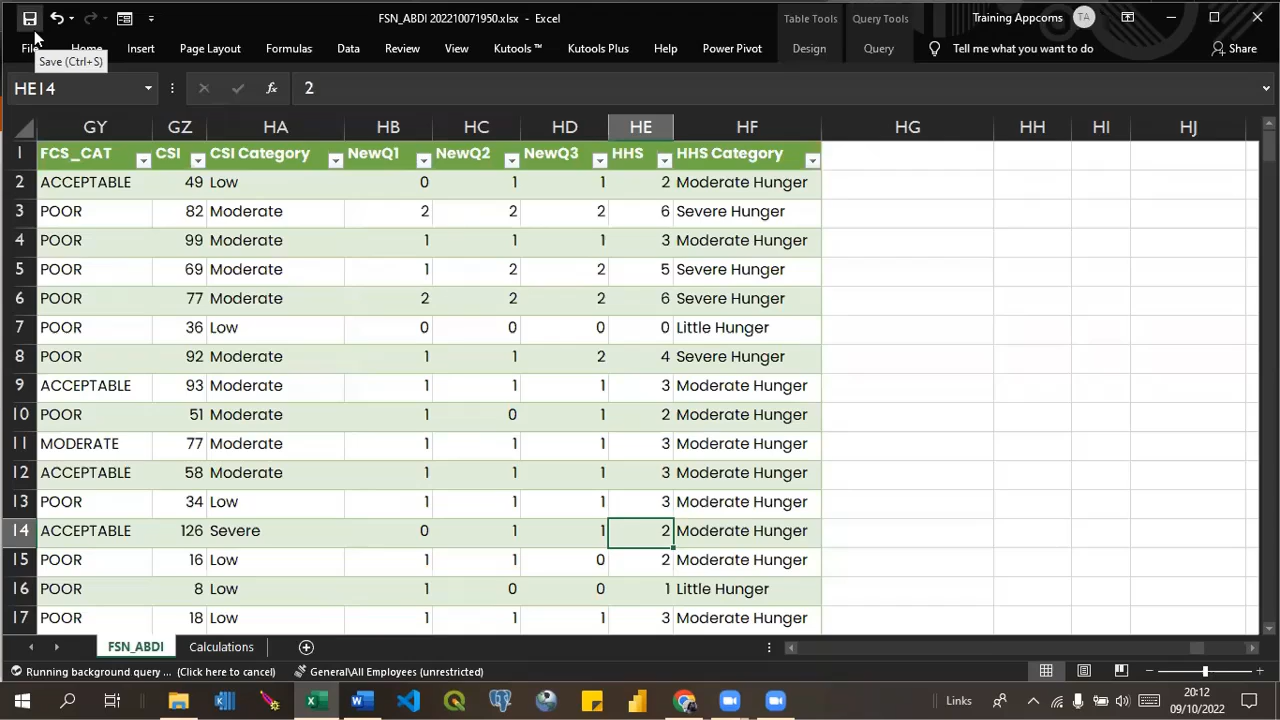 FSN_ABDI 202210071950.xlsx - Excel
Table Tools
Query Tools
Training Appcoms TA
File Home Insert Page Layout Formulas Data Review View Kutools ™ Kutools Plus Help Power Pivot Design Query Tell me what you want to do Share
Save (Ctrl+S)
HE14 fx 2
GY GZ HA HB HC HD HE HF HG HH HI HJ
1 FCS_CAT CSI CSI Category NewQ1 NewQ2 NewQ3 HHS HHS Category
2 ACCEPTABLE 49 Low 0 1 1 2 Moderate Hunger
3 POOR 82 Moderate 2 2 2 6 Severe Hunger
4 POOR 99 Moderate 1 1 1 3 Moderate Hunger
5 POOR 69 Moderate 1 2 2 5 Severe Hunger
6 POOR 77 Moderate 2 2 2 6 Severe Hunger
7 POOR 36 Low 0 0 0 0 Little Hunger
8 POOR 92 Moderate 1 1 2 4 Severe Hunger
9 ACCEPTABLE 93 Moderate 1 1 1 3 Moderate Hunger
10 POOR 51 Moderate 1 0 1 2 Moderate Hunger
11 MODERATE 77 Moderate 1 1 1 3 Moderate Hunger
12 ACCEPTABLE 58 Moderate 1 1 1 3 Moderate Hunger
13 POOR 34 Low 1 1 1 3 Moderate Hunger
14 ACCEPTABLE 126 Severe 0 1 1 2 Moderate Hunger
15 POOR 16 Low 1 1 0 2 Moderate Hunger
16 POOR 8 Low 1 0 0 1 Little Hunger
17 POOR 18 Low 1 1 1 3 Moderate Hunger
FSN_ABDI Calculations
Running background query ... (Click here to cancel) General\All Employees (unrestricted)
Links 20:12
09/10/2022